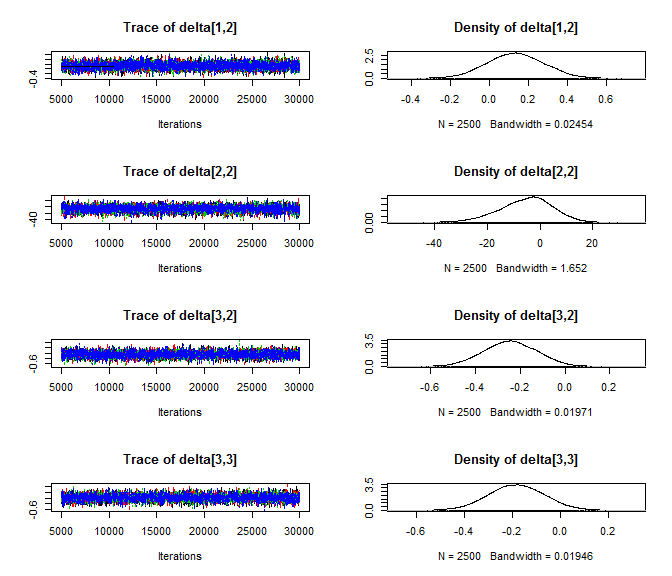 Trace of delta[1,2]
-0.4
5000 10000 15000 20000 25000 30000
Iterations
Density of delta[1,2]
0.0 2.5
-0.4 -0.2 0.0 0.2 0.4 0.6
N = 2500 Bandwidth = 0.02454
Trace of delta[2,2]
-40
5000 10000 15000 20000 25000 30000
Iterations
Density of delta[2,2]
0.00
-40 -20 0 20
N = 2500 Bandwidth = 1.652
Trace of delta[3,2]
-0.6
5000 10000 15000 20000 25000 30000
Iterations
Density of delta[3,2]
0.0 3.5
-0.6 -0.4 -0.2 0.0 0.2
N = 2500 Bandwidth = 0.01971
Trace of delta[3,3]
-0.6
5000 10000 15000 20000 25000 30000
Iterations
Density of delta[3,3]
0.0 3.5
-0.6 -0.4 -0.2 0.0 0.2
N = 2500 Bandwidth = 0.01946